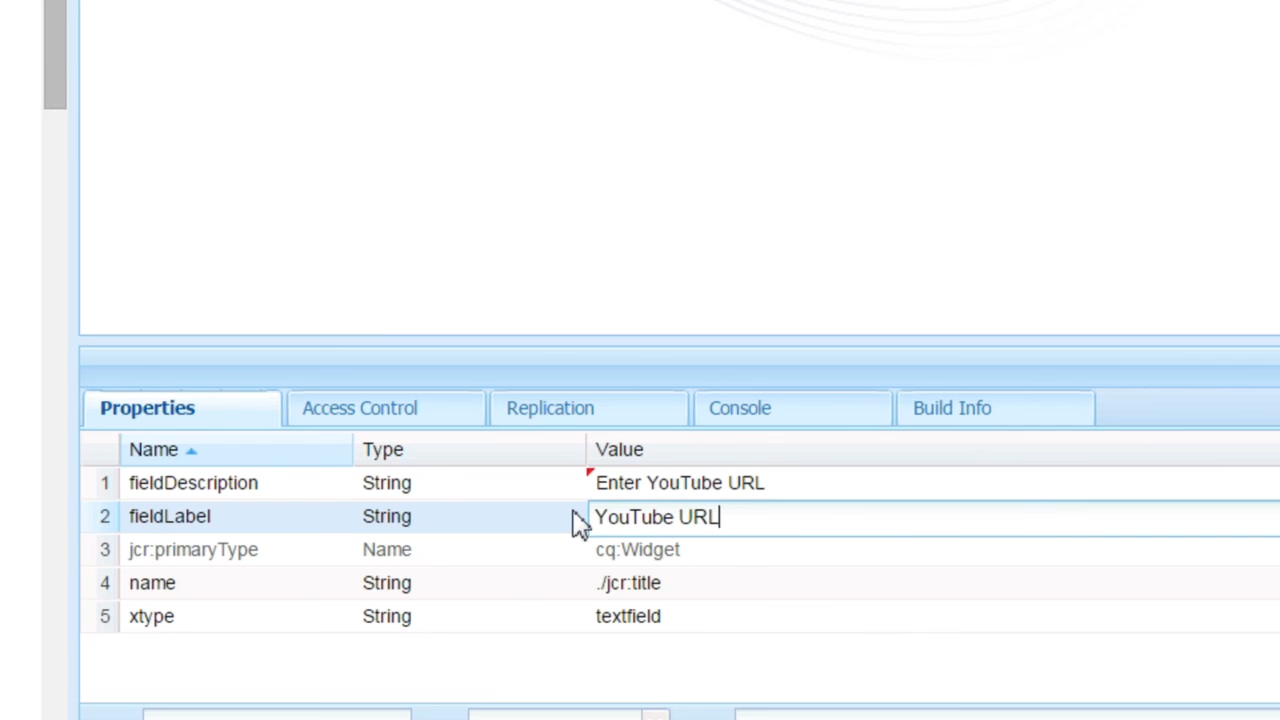 Properties Access Control Replication Console Build Info
Name Type Value
1 fieldDescription String Enter YouTube URL
2 fieldLabel String YouTube URL
3 jcr:primaryType Name cq:Widget
4 name String ./jcr:title
5 xtype String textfield